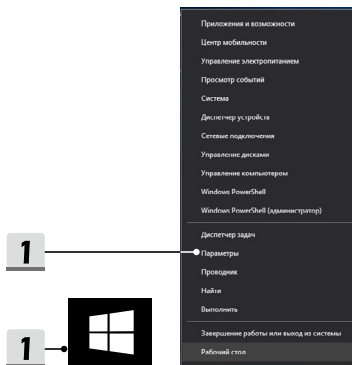 Приложения и возможности
Центр мобильности
Управление электропитанием
Просмотр событий
Система
Диспетчер устройств
Сетевые подключения
Управление дисками
Управление компьютером
Windows PowerShell
Windows PowerShell (администратор)
Диспетчер задач
1
Параметры
Проводник
Найти
Выполнить
Завершение работы или выход из системы
1
Рабочий стол